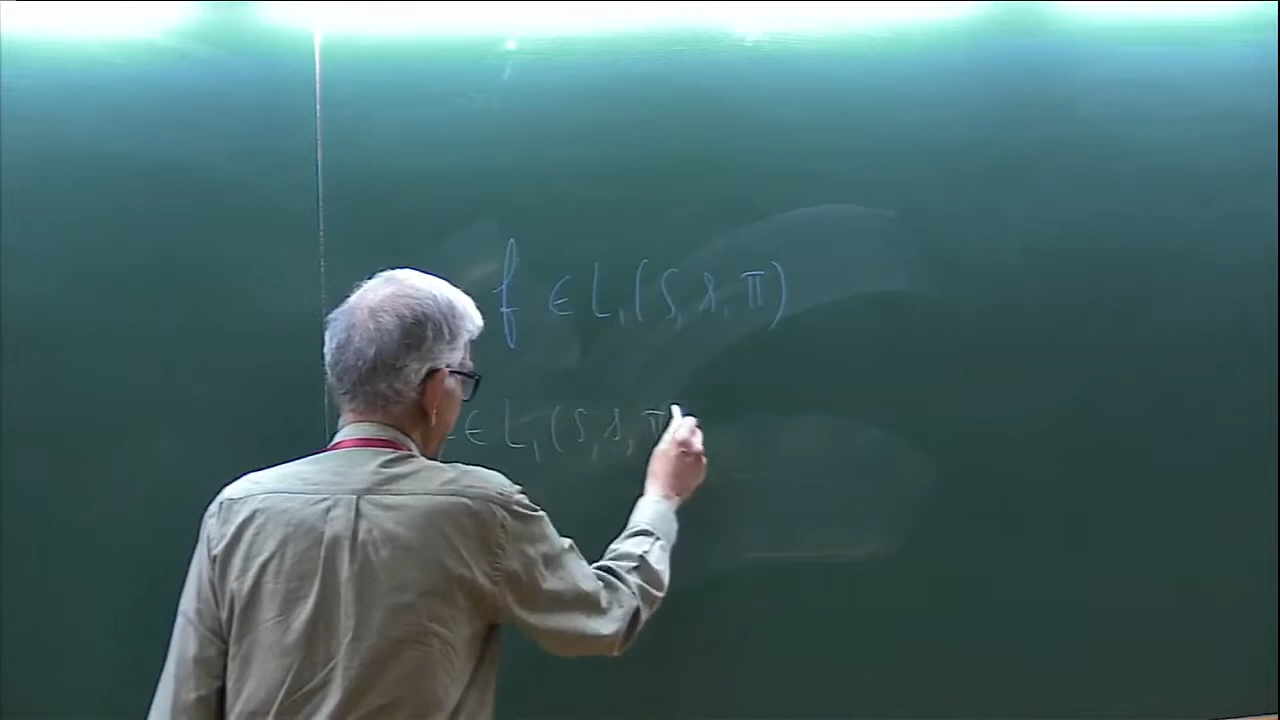 f ∈ L₁(S, 𝒮, π)
∈ L₁(S, 𝒮, π